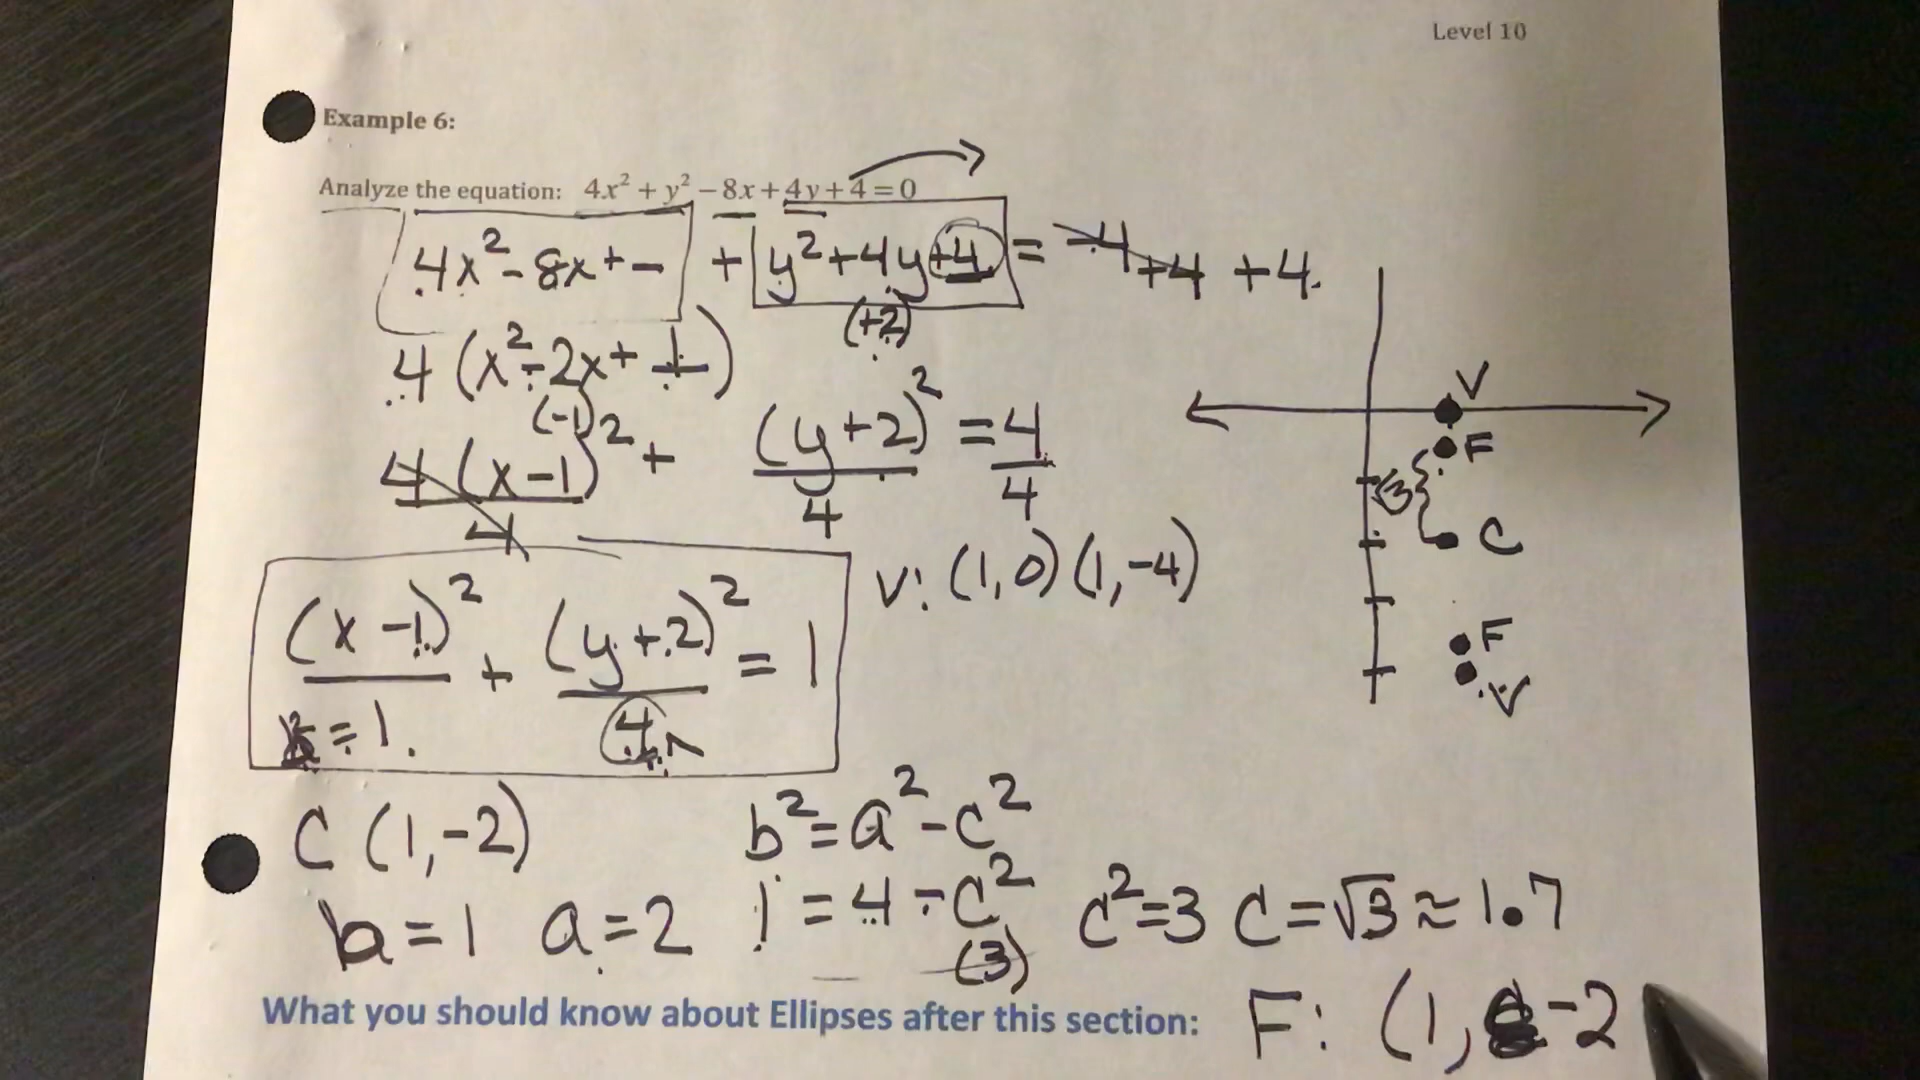 Level 10
Example 6:
Analyze the equation: 4x² + y² − 8x + 4y + 4 = 0
4x² - 8x + _ + y² + 4y +4 = -4 +4 +4
(+2)
4 (x² - 2x + 1)
(-1)
4 (x - 1)² + (y + 2)² = 4
4 4 4
V: (1, 0) (1, -4)
(x - 1)² + (y + 2)² = 1
= 1 4
V
F
√3
C
F
V
C (1, -2)
b² = a² - c²
b = 1 a = 2 1 = 4 - c² c² = 3 c = √3 ≈ 1.7
(3)
What you should know about Ellipses after this section:
F: (1, -2